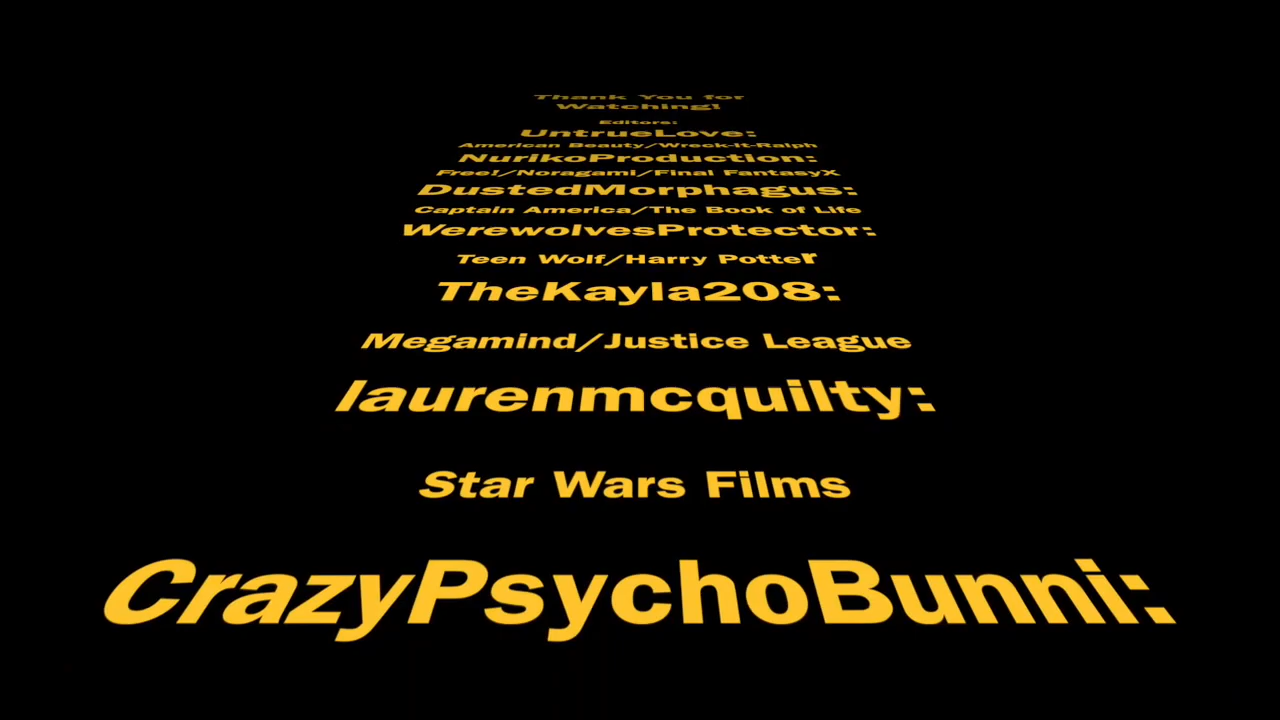 Thank You for
Watching!
Editors:
UntrueLove:
American Beauty/Wreck-It-Ralph
NurikoProduction:
Free!/Noragami/Final FantasyX
DustedMorphagus:
Captain America/The Book of Life
WerewolvesProtector:
Teen Wolf/Harry Potter
TheKayla208:
Megamind/Justice League
laurenmcquilty:
Star Wars Films
CrazyPsychoBunni: